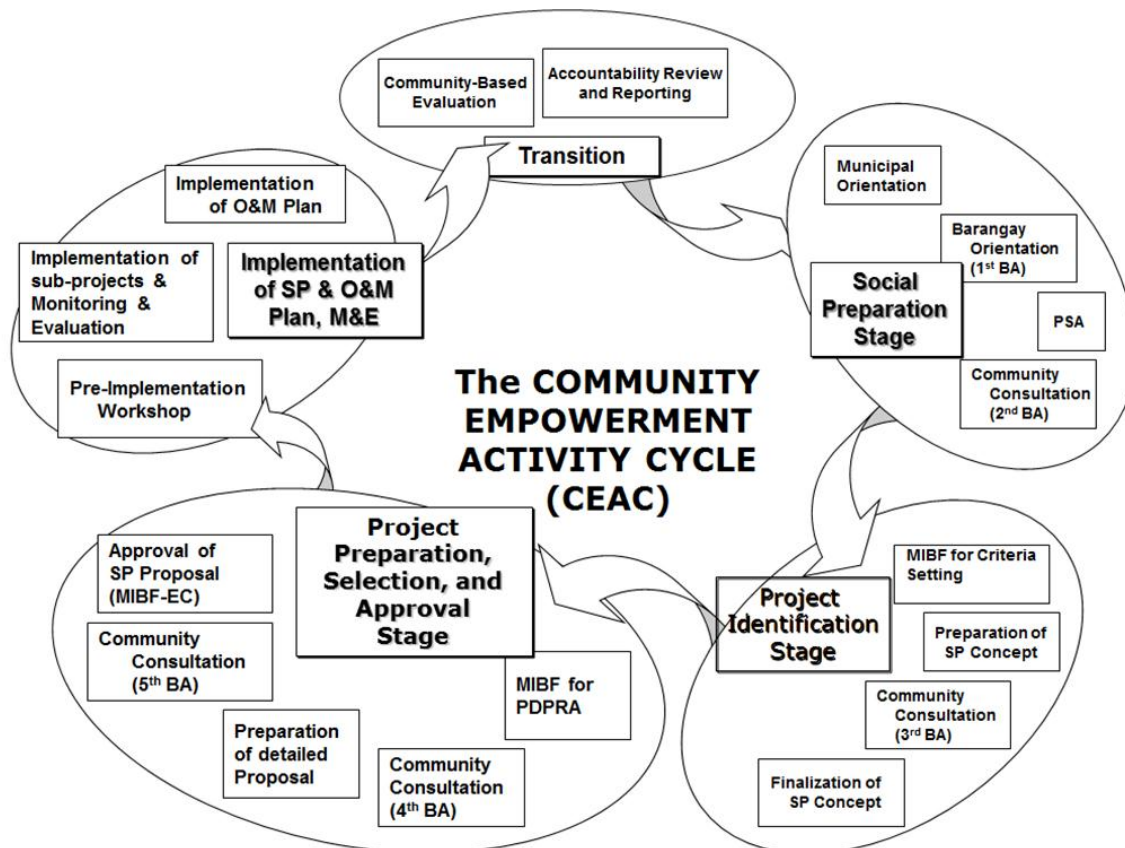 Community-Based
Evaluation
Accountability Review
and Reporting
Transition
Municipal
Orientation
Barangay
Orientation
(1st BA)
Social
Preparation
Stage
PSA
Community
Consultation
(2nd BA)
The COMMUNITY
EMPOWERMENT
ACTIVITY CYCLE
(CEAC)
MIBF for Criteria
Setting
Project
Identification
Stage
Preparation of
SP Concept
Community
Consultation
(3rd BA)
Finalization of
SP Concept
Project
Preparation,
Selection, and
Approval
Stage
MIBF for
PDPRA
Community
Consultation
(4th BA)
Preparation
of detailed
Proposal
Community
Consultation
(5th BA)
Approval of
SP Proposal
(MIBF-EC)
Pre-Implementation
Workshop
Implementation of
sub-projects &
Monitoring &
Evaluation
Implementation
of SP & O&M
Plan, M&E
Implementation
of O&M Plan